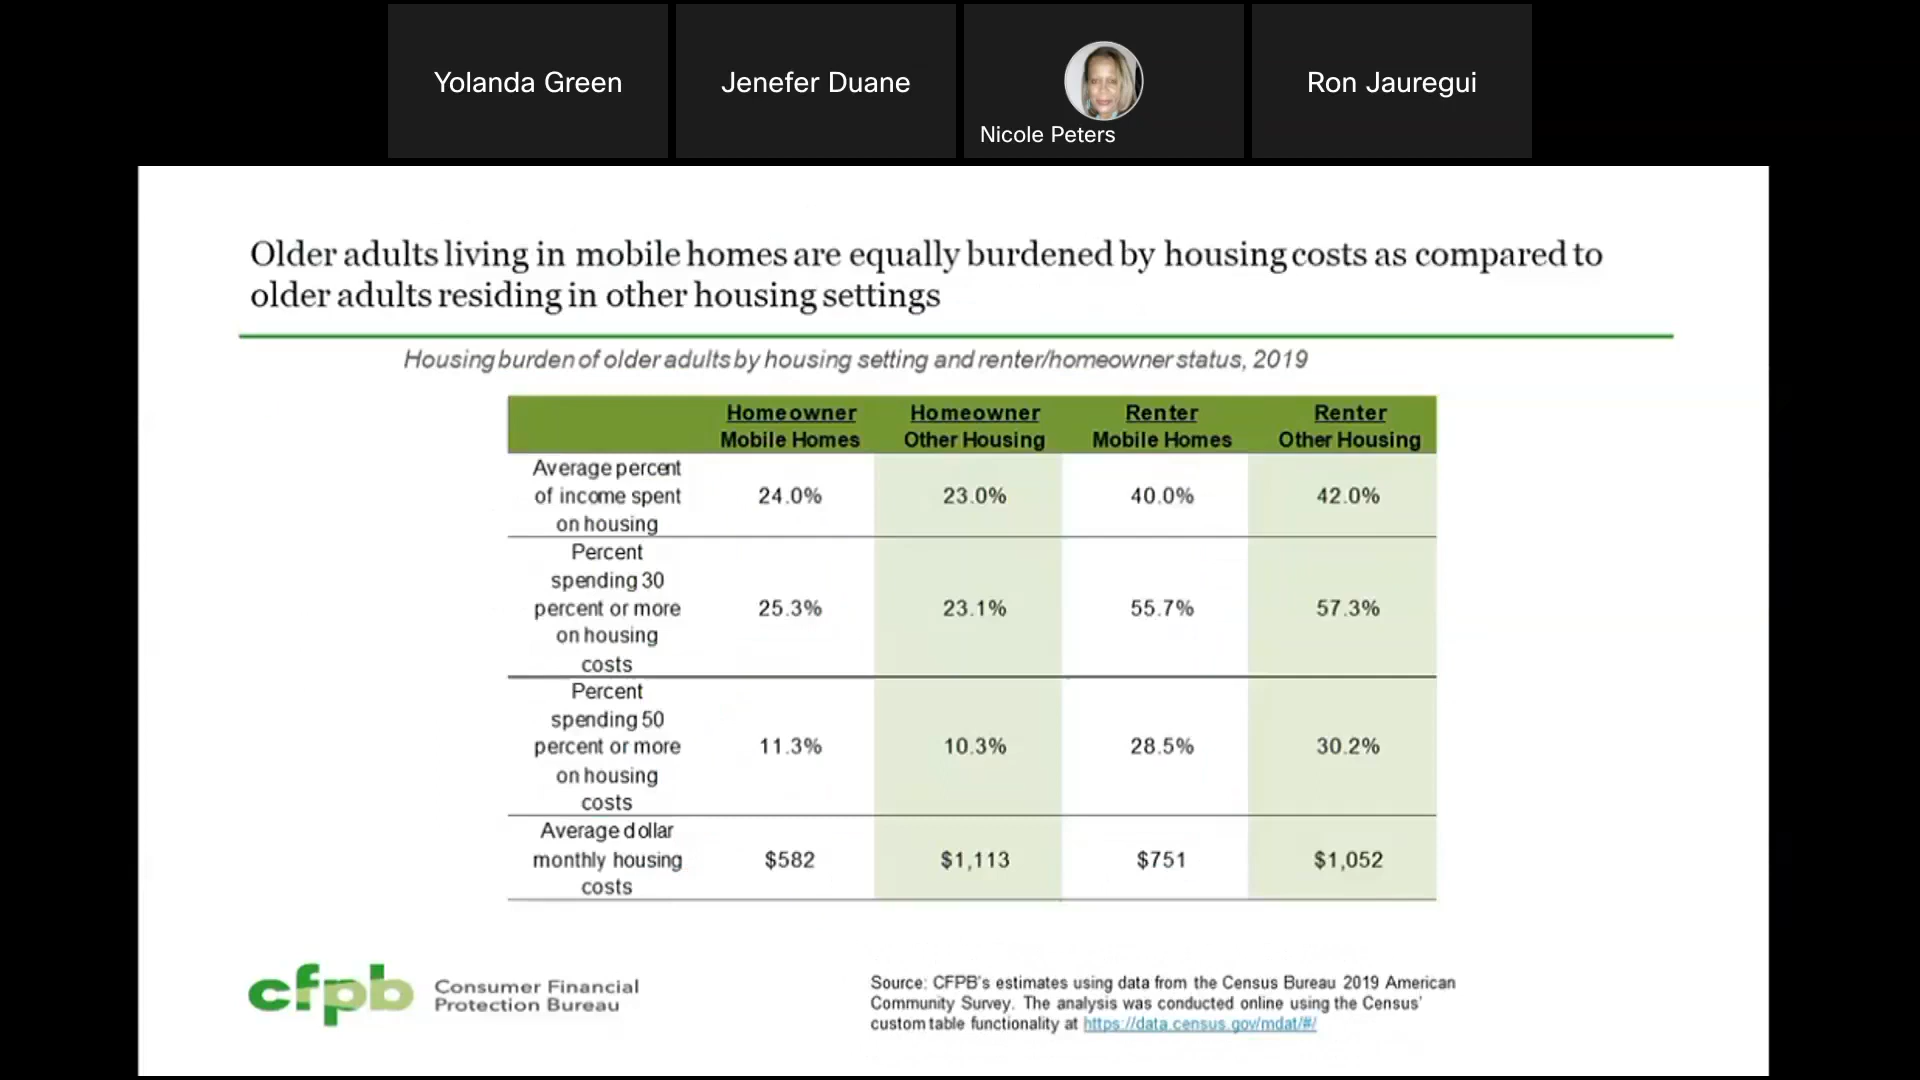 Yolanda Green
Jenefer Duane
Nicole Peters
Ron Jauregui
Older adults living in mobile homes are equally burdened by housing costs as compared to
older adults residing in other housing settings
Housing burden of older adults by housing setting and renter/homeowner status, 2019
Homeowner Homeowner Renter Renter
Mobile Homes Other Housing Mobile Homes Other Housing
Average percent
of income spent 24.0% 23.0% 40.0% 42.0%
on housing
Percent
spending 30
percent or more 25.3% 23.1% 55.7% 57.3%
on housing
costs
Percent
spending 50
percent or more 11.3% 10.3% 28.5% 30.2%
on housing
costs
Average dollar
monthly housing $582 $1,113 $751 $1,052
costs
cfpb
Consumer Financial
Protection Bureau
Source: CFPB's estimates using data from the Census Bureau 2019 American
Community Survey. The analysis was conducted online using the Census'
custom table functionality at https://data.census.gov/mdat/#/